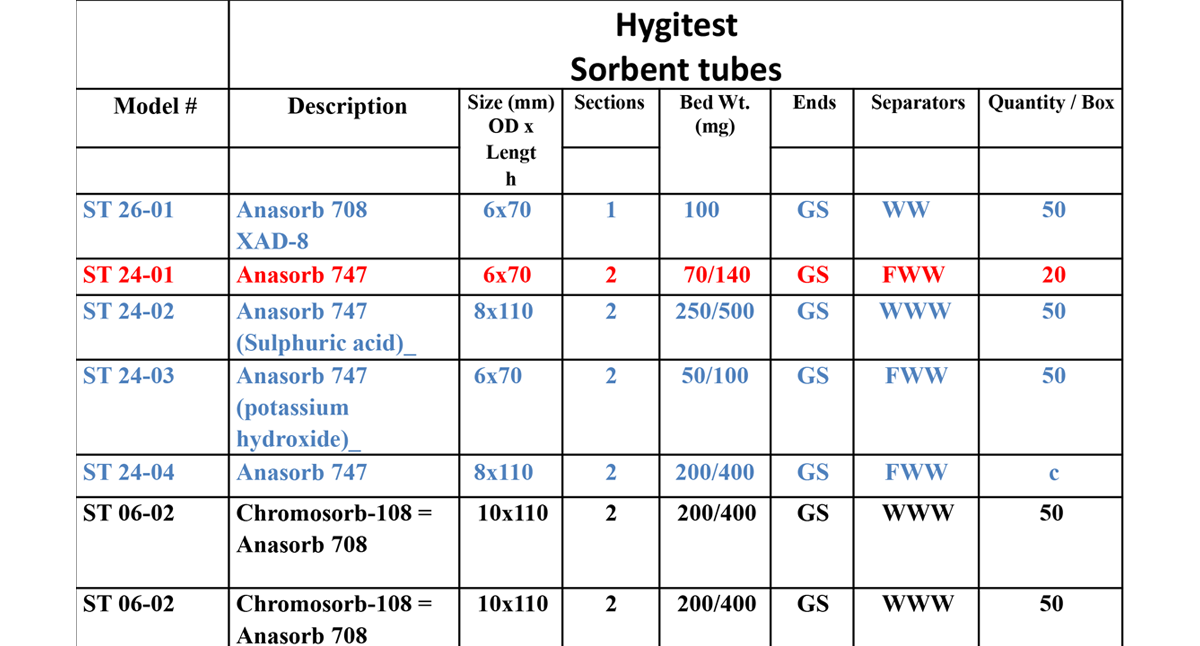 Hygitest
Sorbent tubes
Model # Description Size (mm) Sections Bed Wt. Ends Separators Quantity / Box
OD x (mg)
Lengt
h
ST 26-01 Anasorb 708 6x70 1 100 GS WW 50
XAD-8
ST 24-01 Anasorb 747 6x70 2 70/140 GS FWW 20
ST 24-02 Anasorb 747 8x110 2 250/500 GS WWW 50
(Sulphuric acid)_
ST 24-03 Anasorb 747 6x70 2 50/100 GS FWW 50
(potassium
hydroxide)_
ST 24-04 Anasorb 747 8x110 2 200/400 GS FWW c
ST 06-02 Chromosorb-108 = 10x110 2 200/400 GS WWW 50
Anasorb 708
ST 06-02 Chromosorb-108 = 10x110 2 200/400 GS WWW 50
Anasorb 708